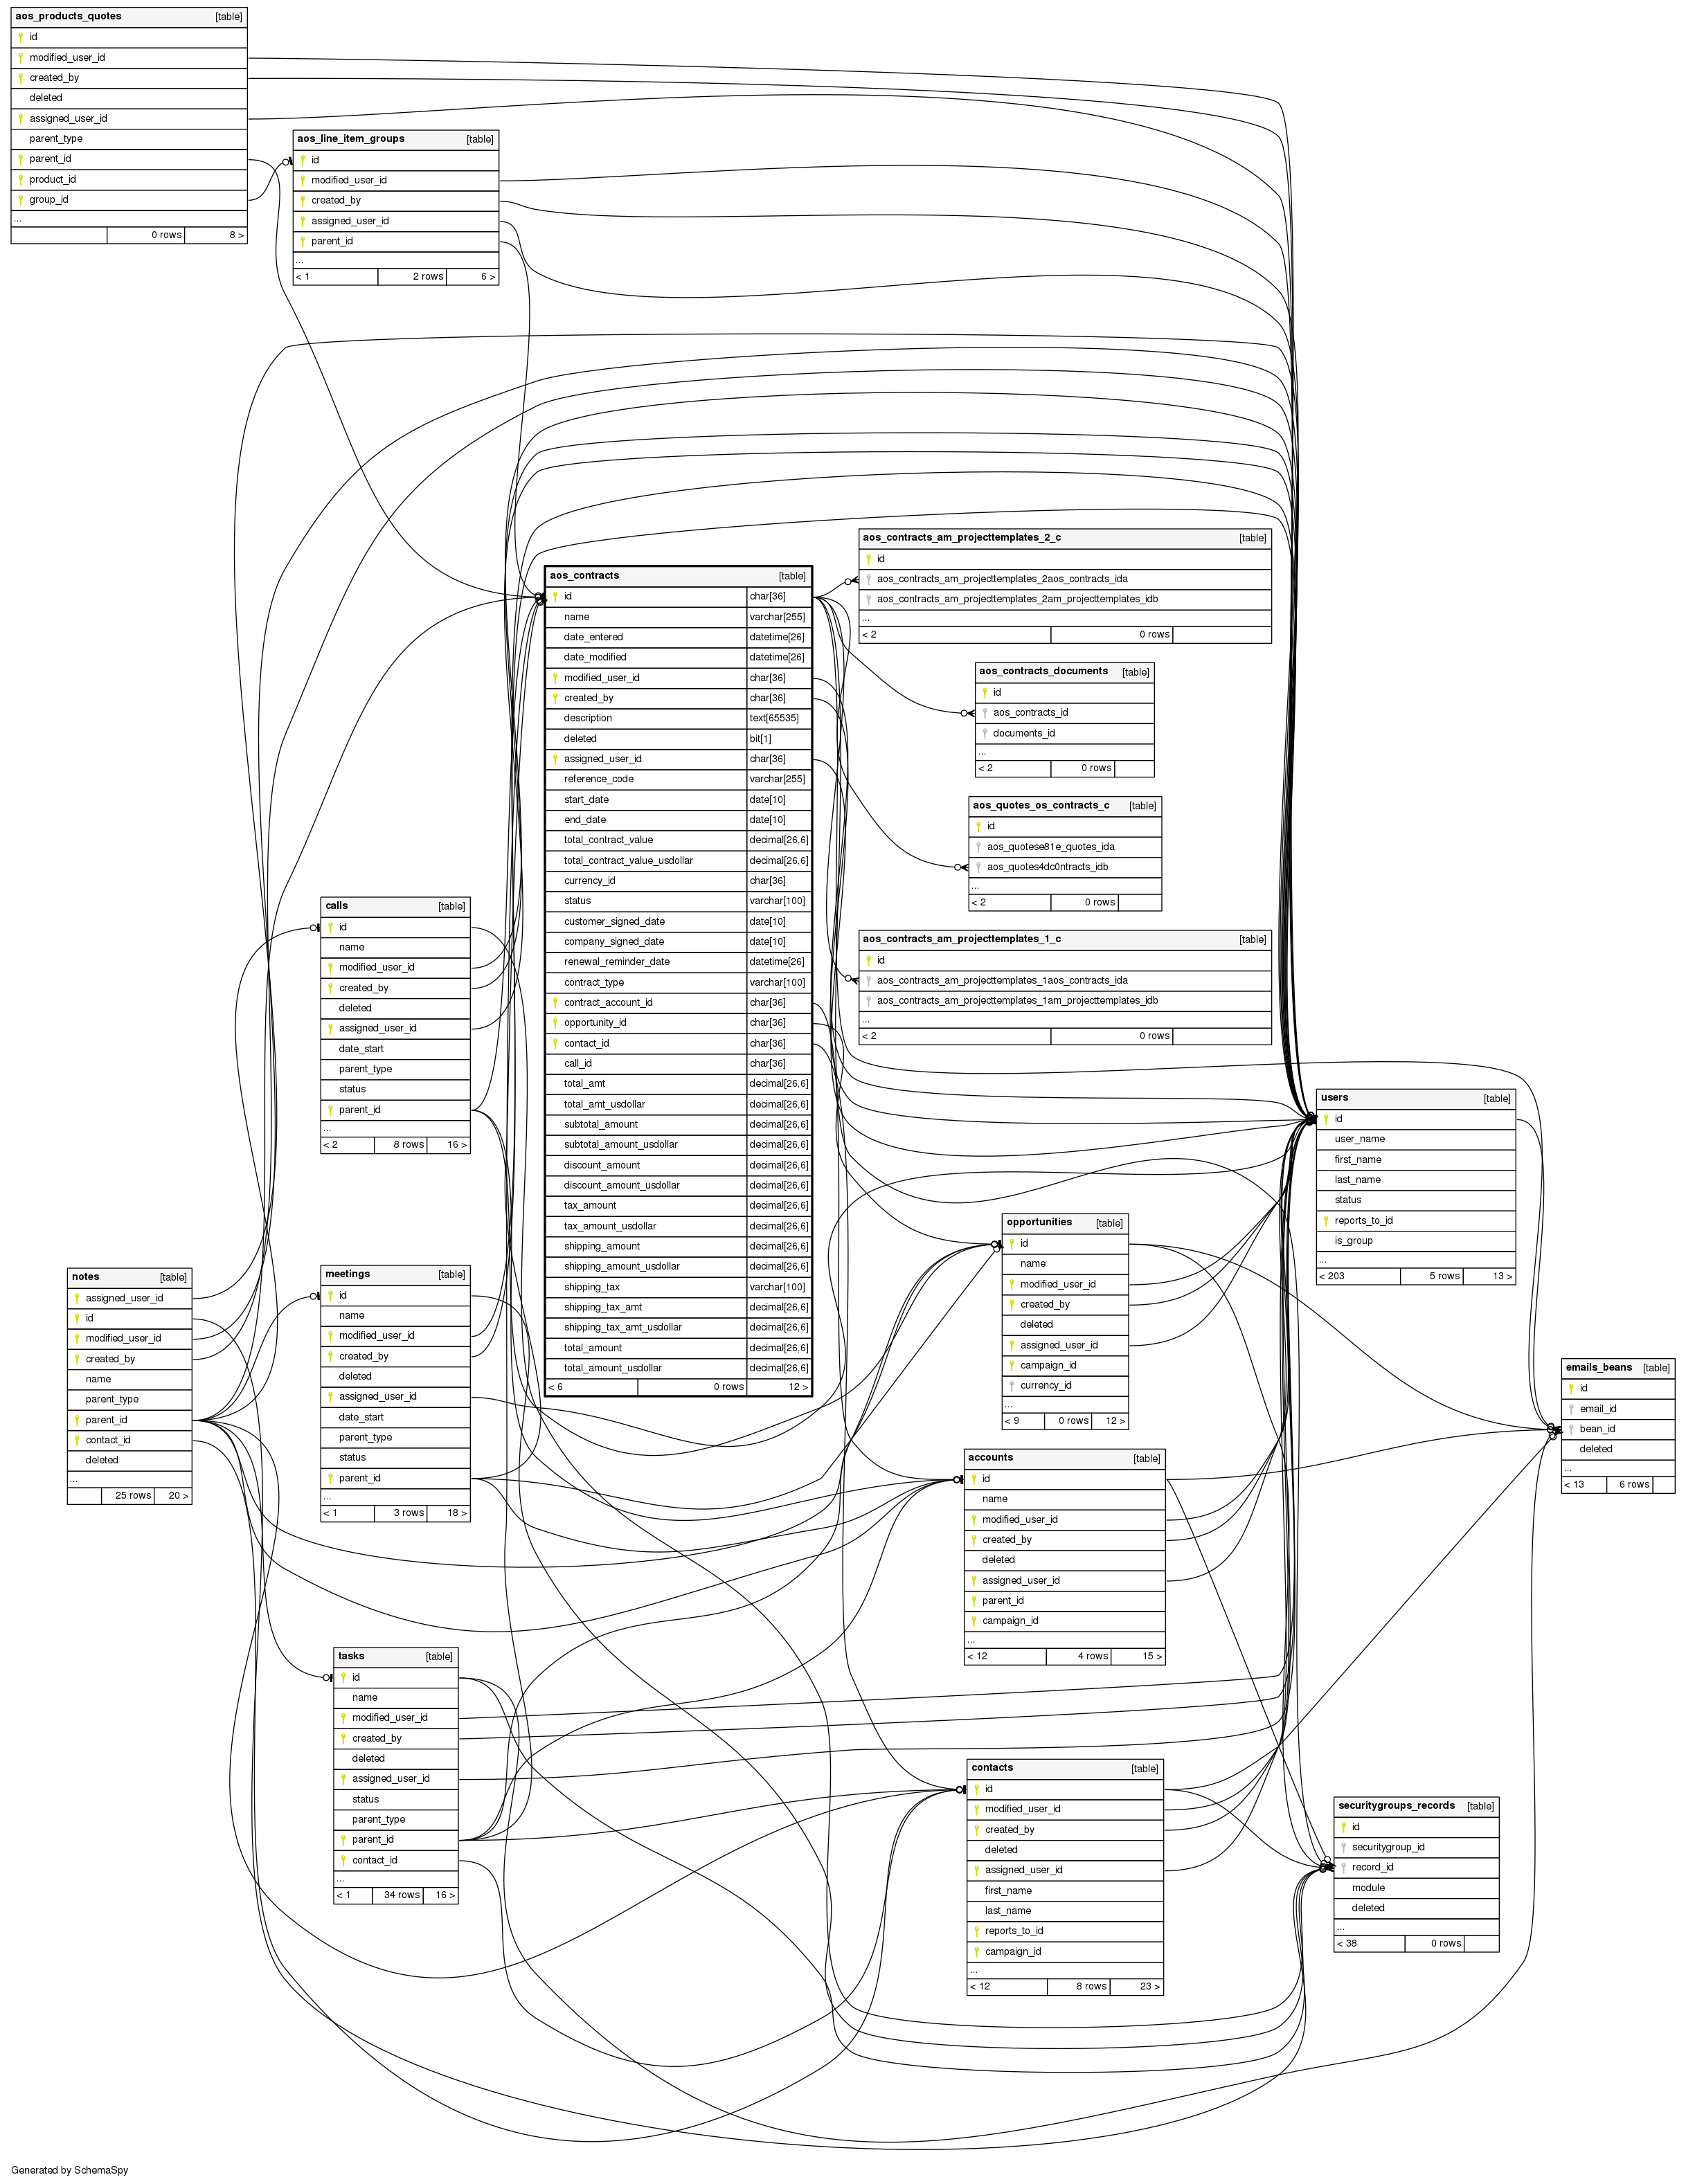 aos_products_quotes [table]
id
modified_user_id
created_by
deleted
assigned_user_id
parent_type
parent_id
product_id
group_id
...
0 rows 8 >
aos_line_item_groups [table]
id
modified_user_id
created_by
assigned_user_id
parent_id
...
< 1 2 rows 6 >
aos_contracts_am_projecttemplates_2_c [table]
id
aos_contracts_am_projecttemplates_2aos_contracts_ida
aos_contracts_am_projecttemplates_2am_projecttemplates_idb
...
< 2 0 rows
aos_contracts [table]
id char[36]
name varchar[255]
date_entered datetime[26]
date_modified datetime[26]
modified_user_id char[36]
created_by char[36]
description text[65535]
deleted bit[1]
assigned_user_id char[36]
reference_code varchar[255]
start_date date[10]
end_date date[10]
total_contract_value decimal[26,6]
total_contract_value_usdollar decimal[26,6]
currency_id char[36]
status varchar[100]
customer_signed_date date[10]
company_signed_date date[10]
renewal_reminder_date datetime[26]
contract_type varchar[100]
contract_account_id char[36]
opportunity_id char[36]
contact_id char[36]
call_id char[36]
total_amt decimal[26,6]
total_amt_usdollar decimal[26,6]
subtotal_amount decimal[26,6]
subtotal_amount_usdollar decimal[26,6]
discount_amount decimal[26,6]
discount_amount_usdollar decimal[26,6]
tax_amount decimal[26,6]
tax_amount_usdollar decimal[26,6]
shipping_amount decimal[26,6]
shipping_amount_usdollar decimal[26,6]
shipping_tax varchar[100]
shipping_tax_amt decimal[26,6]
shipping_tax_amt_usdollar decimal[26,6]
total_amount decimal[26,6]
total_amount_usdollar decimal[26,6]
< 6 0 rows 12 >
aos_contracts_documents [table]
id
aos_contracts_id
documents_id
...
< 2 0 rows
aos_quotes_os_contracts_c [table]
id
aos_quotese81e_quotes_ida
aos_quotes4dc0ntracts_idb
...
< 2 0 rows
calls [table]
id
name
modified_user_id
created_by
deleted
assigned_user_id
date_start
parent_type
status
parent_id
...
< 2 8 rows 16 >
aos_contracts_am_projecttemplates_1_c [table]
id
aos_contracts_am_projecttemplates_1aos_contracts_ida
aos_contracts_am_projecttemplates_1am_projecttemplates_idb
...
< 2 0 rows
users [table]
id
user_name
first_name
last_name
status
reports_to_id
is_group
...
< 203 5 rows 13 >
opportunities [table]
id
name
modified_user_id
created_by
deleted
assigned_user_id
campaign_id
currency_id
...
< 9 0 rows 12 >
notes [table]
assigned_user_id
id
modified_user_id
created_by
name
parent_type
parent_id
contact_id
deleted
...
25 rows 20 >
meetings [table]
id
name
modified_user_id
created_by
deleted
assigned_user_id
date_start
parent_type
status
parent_id
...
< 1 3 rows 18 >
emails_beans [table]
id
email_id
bean_id
deleted
...
< 13 6 rows
accounts [table]
id
name
modified_user_id
created_by
deleted
assigned_user_id
parent_id
campaign_id
...
< 12 4 rows 15 >
tasks [table]
id
name
modified_user_id
created_by
deleted
assigned_user_id
status
parent_type
parent_id
contact_id
...
< 1 34 rows 16 >
contacts [table]
id
modified_user_id
created_by
deleted
assigned_user_id
first_name
last_name
reports_to_id
campaign_id
...
< 12 8 rows 23 >
securitygroups_records [table]
id
securitygroup_id
record_id
module
deleted
...
< 38 0 rows
Generated by SchemaSpy